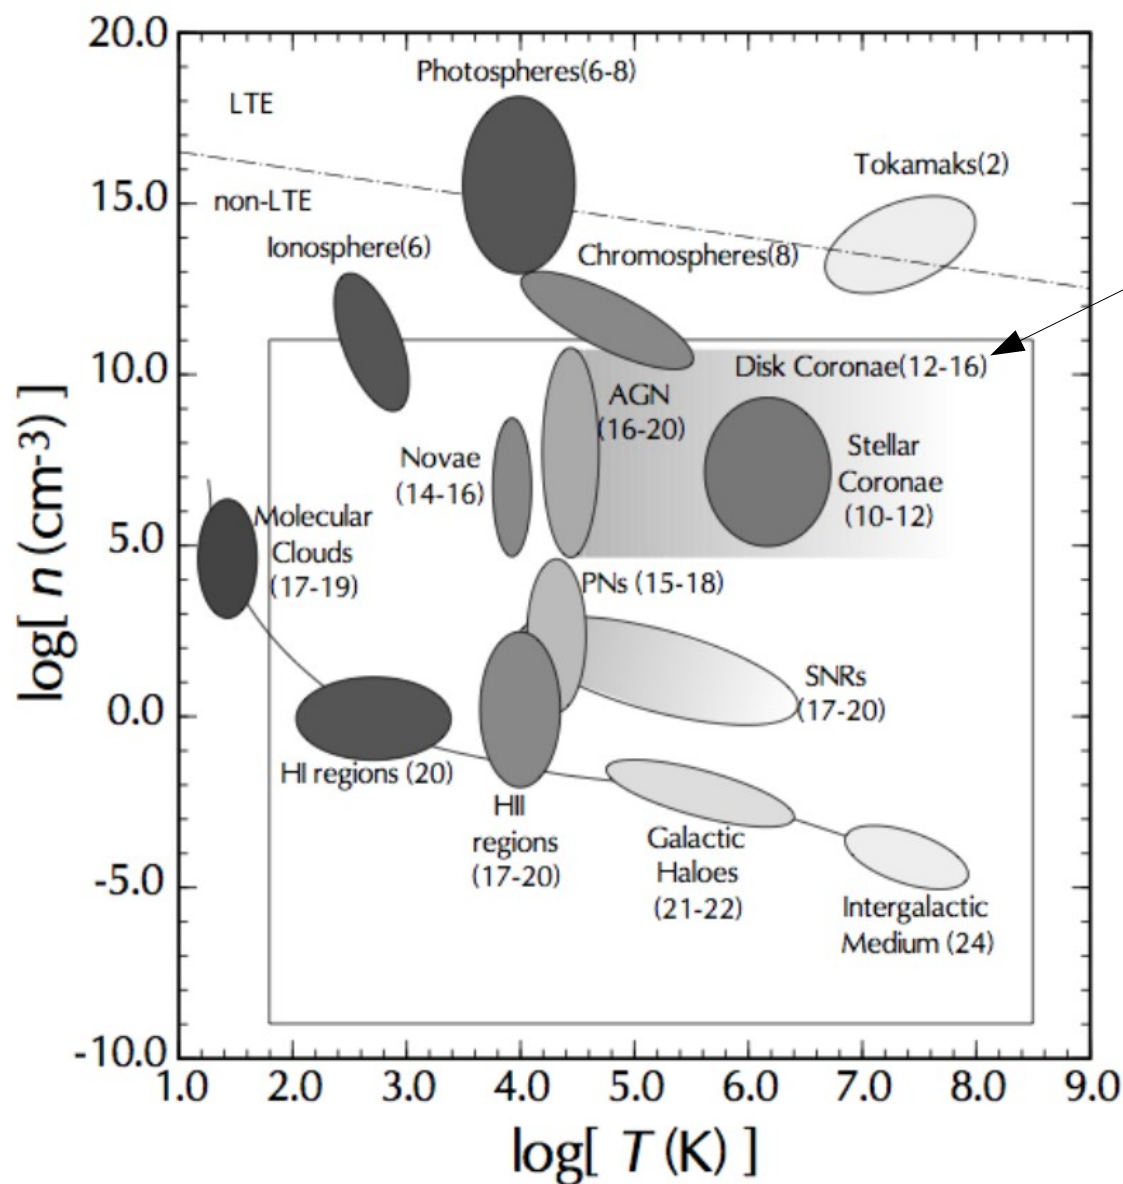 20.0
Photospheres(6-8)
LTE
Tokamaks(2)
15.0
non-LTE
Ionosphere(6)
Chromospheres(8)
10.0
Disk Coronae(12-16)
AGN
(16-20)
Novae
(14-16)
Stellar
Coronae
(10-12)
Molecular
Clouds
(17-19)
5.0
PNs (15-18)
SNRs
(17-20)
0.0
HI regions (20)
HII
regions
(17-20)
Galactic
Haloes
(21-22)
-5.0
Intergalactic
Medium (24)
-10.0
1.0 2.0 3.0 4.0 5.0 6.0 7.0 8.0 9.0
log[ T (K) ]
log[ n (cm-3) ]